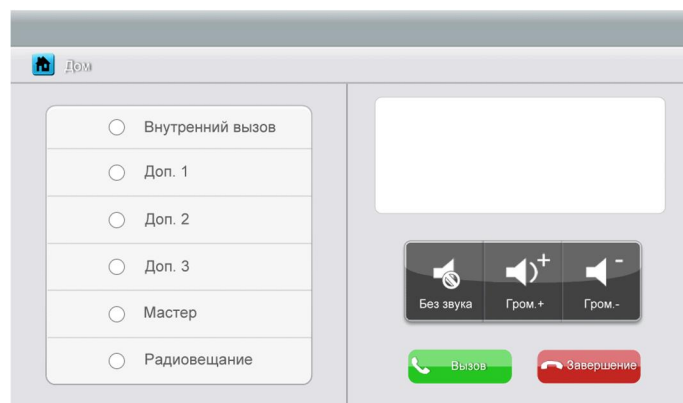 Дом
Внутренний вызов
Доп. 1
Доп. 2
Доп. 3
Мастер
Радиовещание
Без звука
Гром.+
Гром.-
Вызов
Завершение